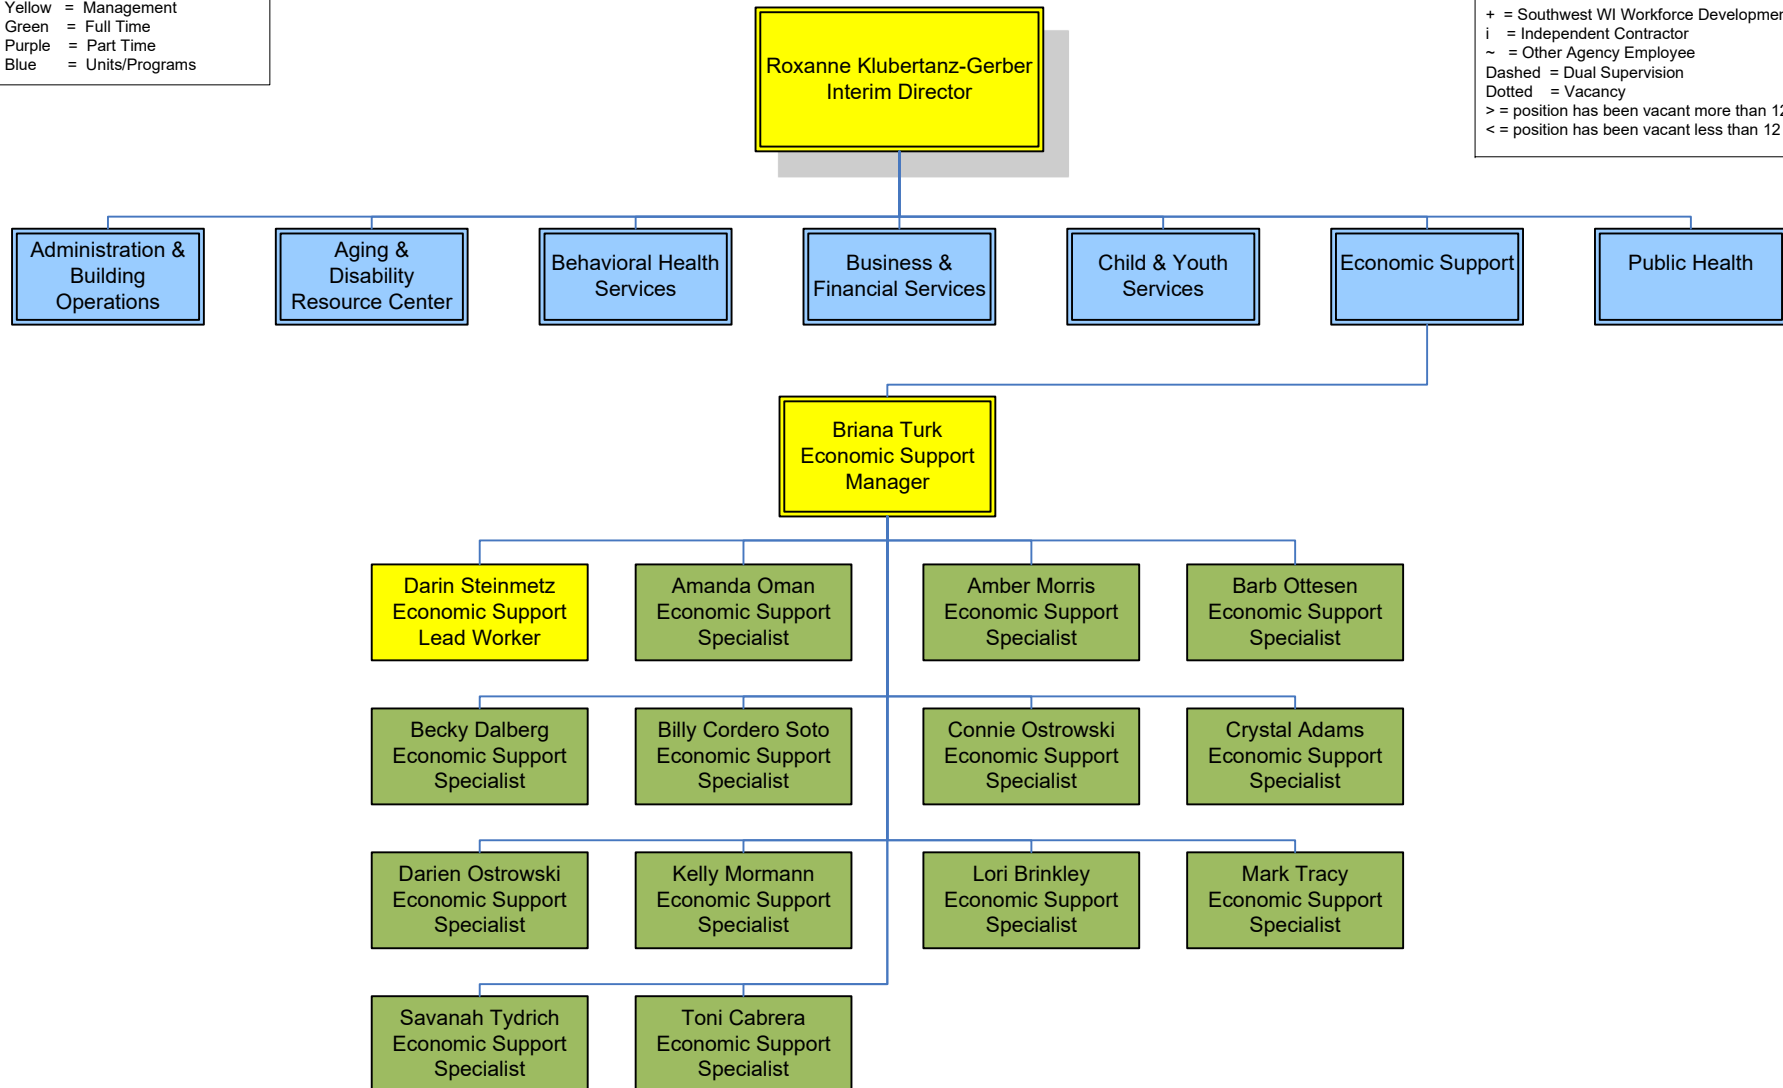 Yellow = Management
Green = Full Time
Purple = Part Time
Blue = Units/Programs
+ = Southwest WI Workforce
i = Independent Contractor
~ = Other Agency Employee
Dashed = Dual Supervision
Dotted = Vacancy
> = position has been vacant more than 12
< = position has been vacant less than 12
Roxanne Klubertanz-Gerber
Interim Director
Administration &
Building
Operations
Aging &
Disability
Resource Center
Behavioral Health
Services
Business &
Financial Services
Child & Youth
Services
Economic Support
Public Health
Briana Turk
Economic Support
Manager
Darin Steinmetz
Economic Support
Lead Worker
Amanda Oman
Economic Support
Specialist
Amber Morris
Economic Support
Specialist
Barb Ottesen
Economic Support
Specialist
Becky Dalberg
Economic Support
Specialist
Billy Cordero Soto
Economic Support
Specialist
Connie Ostrowski
Economic Support
Specialist
Crystal Adams
Economic Support
Specialist
Darien Ostrowski
Economic Support
Specialist
Kelly Mormann
Economic Support
Specialist
Lori Brinkley
Economic Support
Specialist
Mark Tracy
Economic Support
Specialist
Savanah Tydrich
Economic Support
Specialist
Toni Cabrera
Economic Support
Specialist